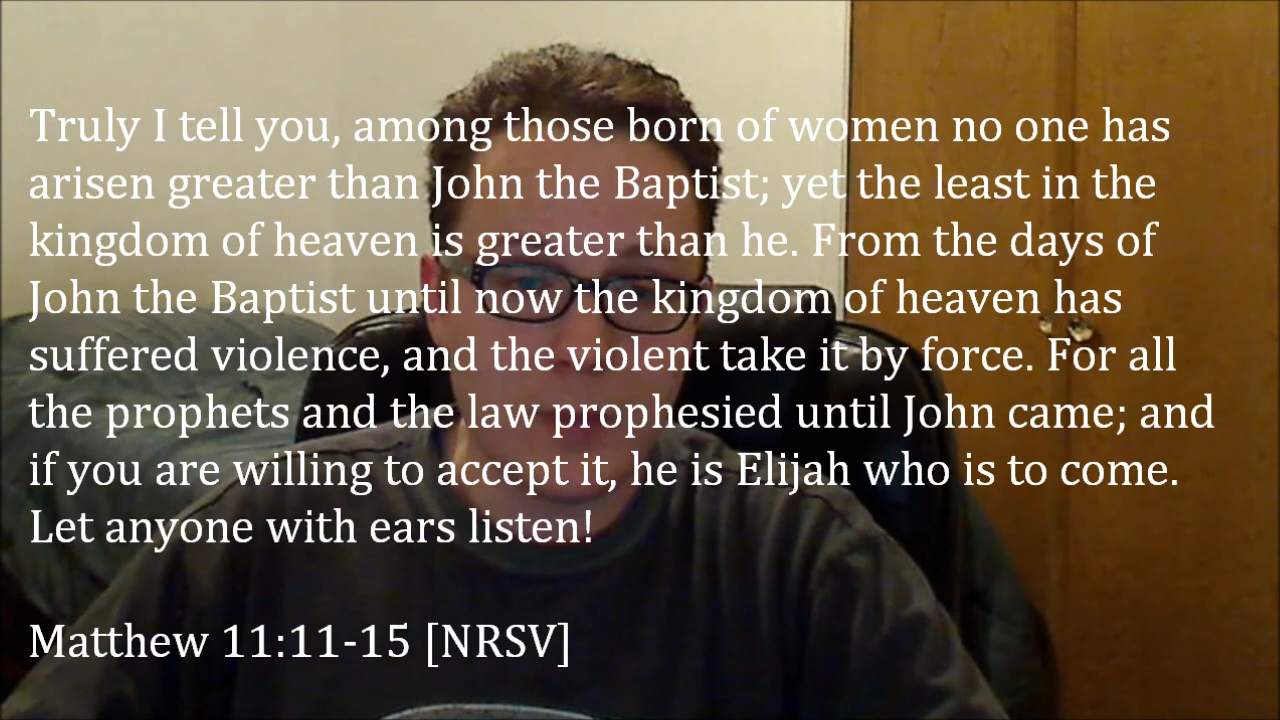 Truly I tell you, among those born of women no one has
arisen greater than John the Baptist; yet the least in the
kingdom of heaven is greater than he. From the days of
John the Baptist until now the kingdom of heaven has
suffered violence, and the violent take it by force. For all
the prophets and the law prophesied until John came; and
if you are willing to accept it, he is Elijah who is to come.
Let anyone with ears listen!
Matthew 11:11-15 [NRSV]